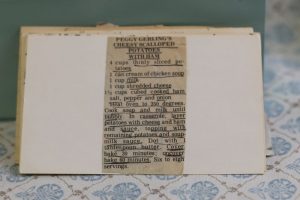 PEGGY GERLING'S
CHEESY SCALLOPED
POTATOES
WITH HAM
4 cups thinly sliced po-
tatoes
1 can cream of chicken soup
1 cup milk
1 cup shredded cheese
1½ cups cubed cooked ham
salt, pepper and onion
Heat oven to 350 degrees.
Cook soup and milk until
In casserole, layer
potatoes with cheese and ham
and sauce, topping with
remaining potatoes and soup-
milk sauce. Dot with 1
tablespoon butter. Cover,
bake 30 minutes; uncover
bake 60 minutes. Six to eight
servings.